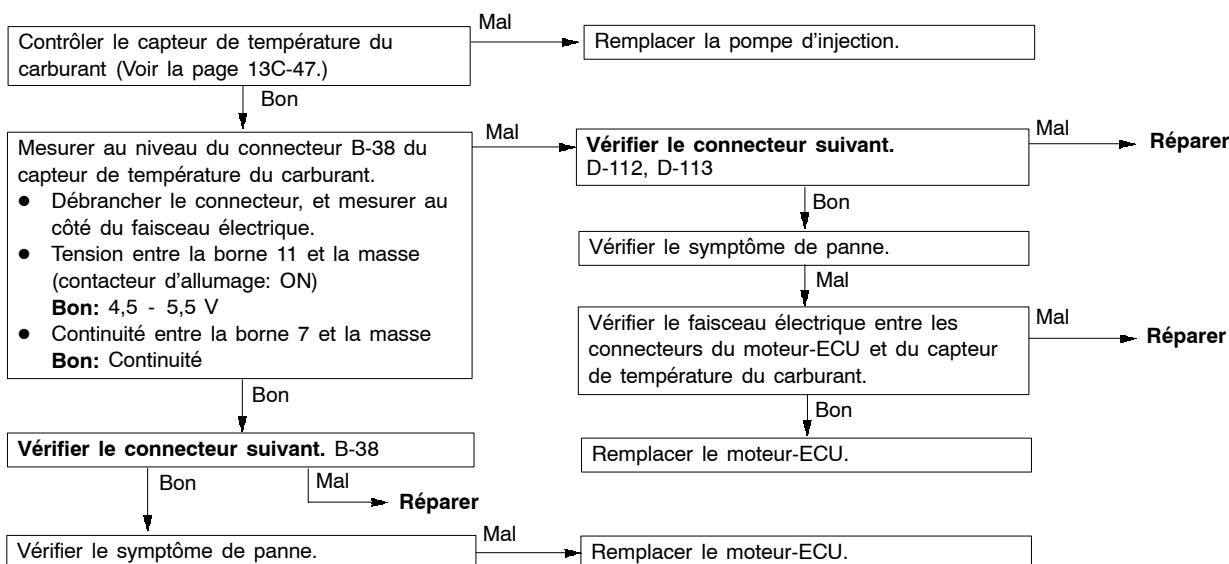 Contrôler le capteur de température du
carburant (Voir la page 13C-47.)
Mal
Remplacer la pompe d'injection.
Bon
Mesurer au niveau du connecteur B-38 du
capteur de température du carburant.
● Débrancher le connecteur, et mesurer au
côté du faisceau électrique.
● Tension entre la borne 11 et la masse
(contacteur d'allumage: ON)
Bon: 4,5 - 5,5 V
● Continuité entre la borne 7 et la masse
Bon: Continuité
Mal
Vérifier le connecteur suivant.
D-112, D-113
Mal
Réparer
Bon
Vérifier le symptôme de panne.
Mal
Vérifier le faisceau électrique entre les
connecteurs du moteur-ECU et du capteur
de température du carburant.
Mal
Réparer
Bon
Remplacer le moteur-ECU.
Bon
Vérifier le connecteur suivant. B-38
Mal
Réparer
Bon
Vérifier le symptôme de panne.
Mal
Remplacer le moteur-ECU.